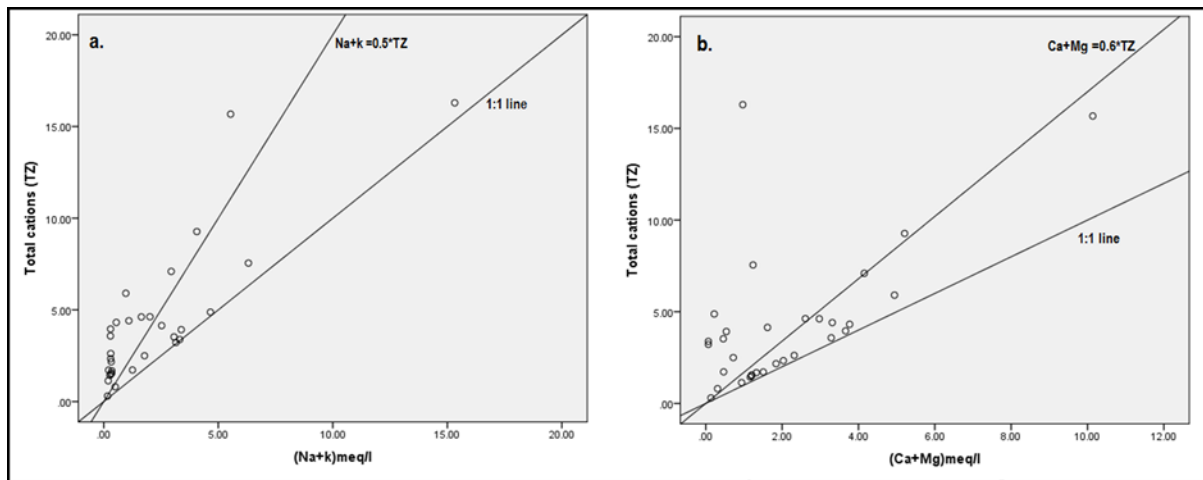 a.
Na+k =0.5*TZ
1:1 line
Total cations (TZ)
20.00
15.00
10.00
5.00
.00
.00 5.00 10.00 15.00 20.00
(Na+k)meq/l
b.
Ca+Mg =0.6*TZ
1:1 line
Total cations (TZ)
20.00
15.00
10.00
5.00
.00
.00 2.00 4.00 6.00 8.00 10.00 12.00
(Ca+Mg)meq/l